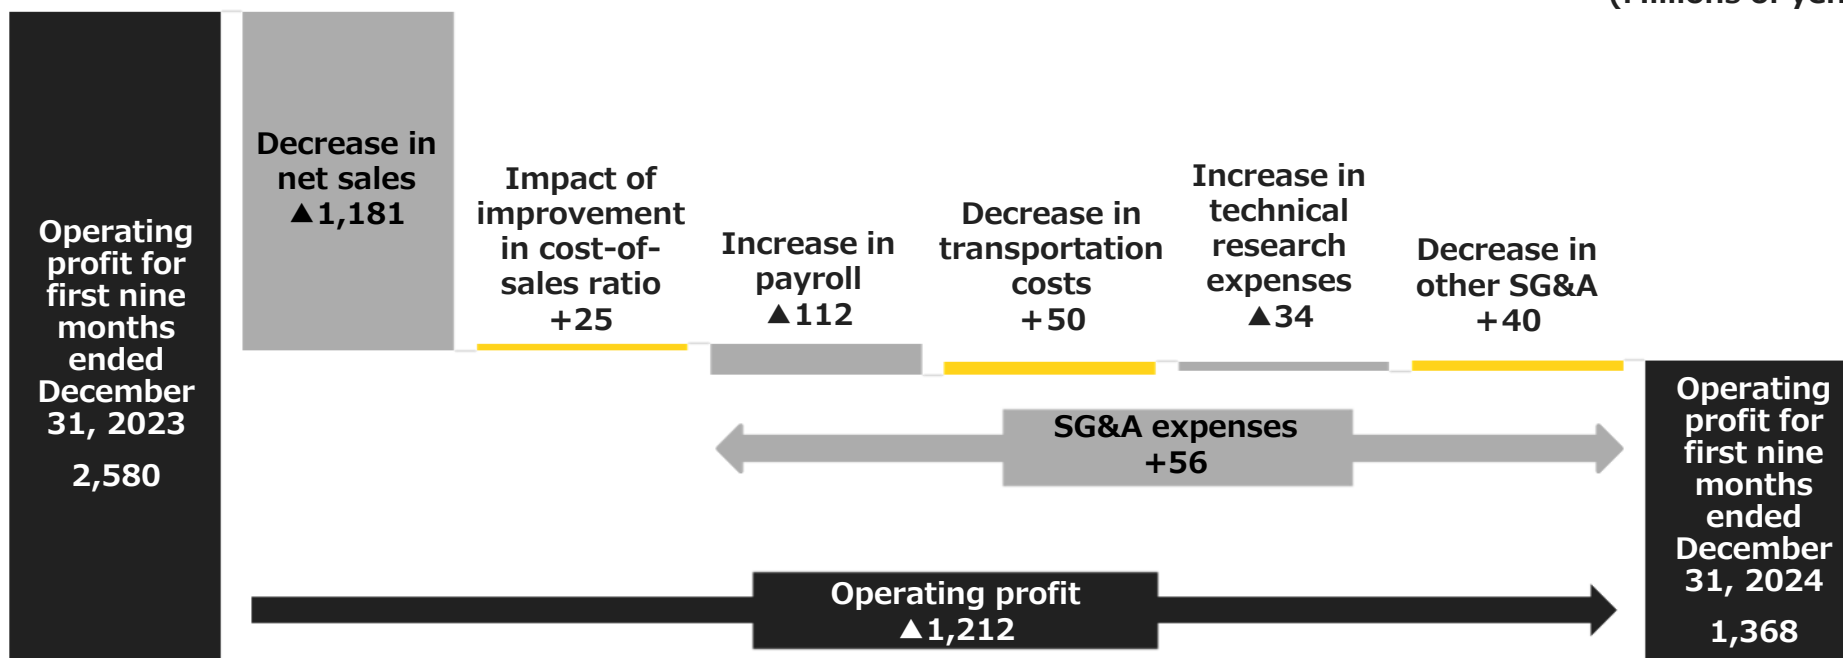 Operating
profit for
first nine
months
ended
December
31, 2023
2,580
Decrease in
net sales
▲1,181
Impact of
improvement
in cost-of-
sales ratio
+25
Increase in
payroll
▲112
Decrease in
transportation
costs
+50
Increase in
technical
research
expenses
▲34
Decrease in
other SG&A
+40
SG&A expenses
+56
Operating profit
▲1,212
Operating
profit for
first nine
months
ended
December
31, 2024
1,368